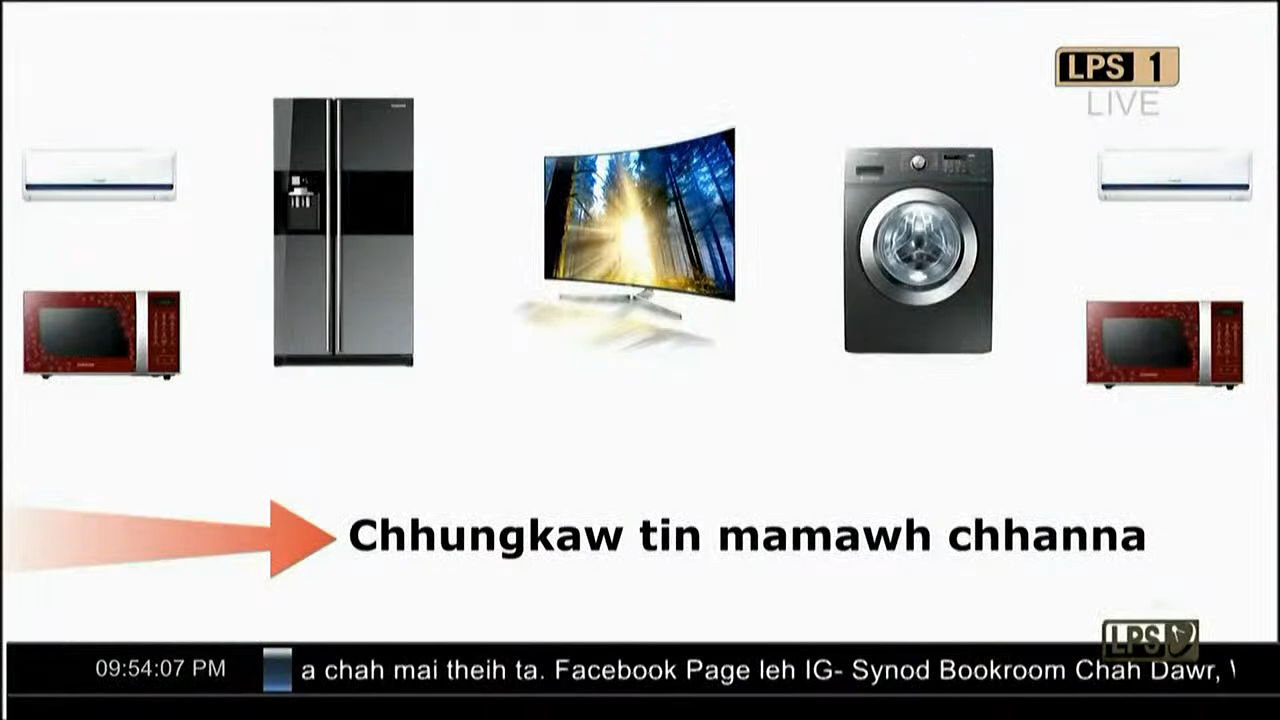 LPS 1
LIVE
Chhungkaw tin mamawh chhanna
LPS
09:54:07 PM a chah mai theih ta. Facebook Page leh IG- Synod Bookroom Chah Dawr,